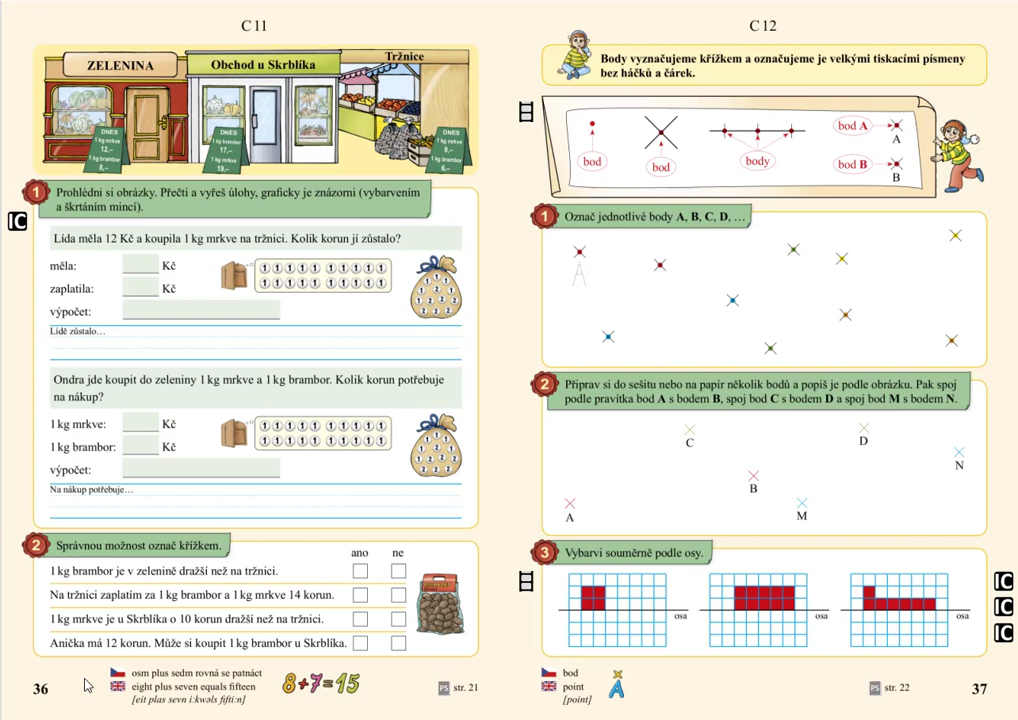 C 11
ZELENINA
Obchod u Skrblíka
Tržnice
DNES
1 kg mrkve
12,–
1 kg brambor
8,–
DNES
1 kg brambor
17,–
1 kg mrkve
19,–
DNES
1 kg mrkve
9,–
1 kg brambor
6,–
1 Prohlédni si obrázky. Přečti a vyřeš úlohy, graficky je znázorni (vybarvením
a škrtáním mincí).
Lída měla 12 Kč a koupila 1 kg mrkve na tržnici. Kolik korun jí zůstalo?
měla: Kč
zaplatila: Kč
výpočet:
Lídě zůstalo…
Ondra jde koupit do zeleniny 1 kg mrkve a 1 kg brambor. Kolik korun potřebuje
na nákup?
1 kg mrkve: Kč
1 kg brambor: Kč
výpočet:
Na nákup potřebuje…
2 Správnou možnost označ křížkem.
ano ne
1 kg brambor je v zelenině dražší než na tržnici.
Na tržnici zaplatím za 1 kg brambor a 1 kg mrkve 14 korun.
1 kg mrkve je u Skrblíka o 10 korun dražší než na tržnici.
Anička má 12 korun. Může si koupit 1 kg brambor u Skrblíka.
36
osm plus sedm rovná se patnáct
eight plus seven equals fifteen
[eit plas sevn i:kwəls fifti:n]
8+7=15
PS str. 21
C 12
Body vyznačujeme křížkem a označujeme je velkými tiskacími písmeny
bez háčků a čárek.
bod
bod
body
bod A
A
bod B
B
1 Označ jednotlivé body A, B, C, D, …
A
2 Připrav si do sešitu nebo na papír několik bodů a popiš je podle obrázku. Pak spoj
podle pravítka bod A s bodem B, spoj bod C s bodem D a spoj bod M s bodem N.
C
D
N
B
A
M
3 Vybarvi souměrně podle osy.
osa
osa
osa
bod
point
[point]
A
PS str. 22
37